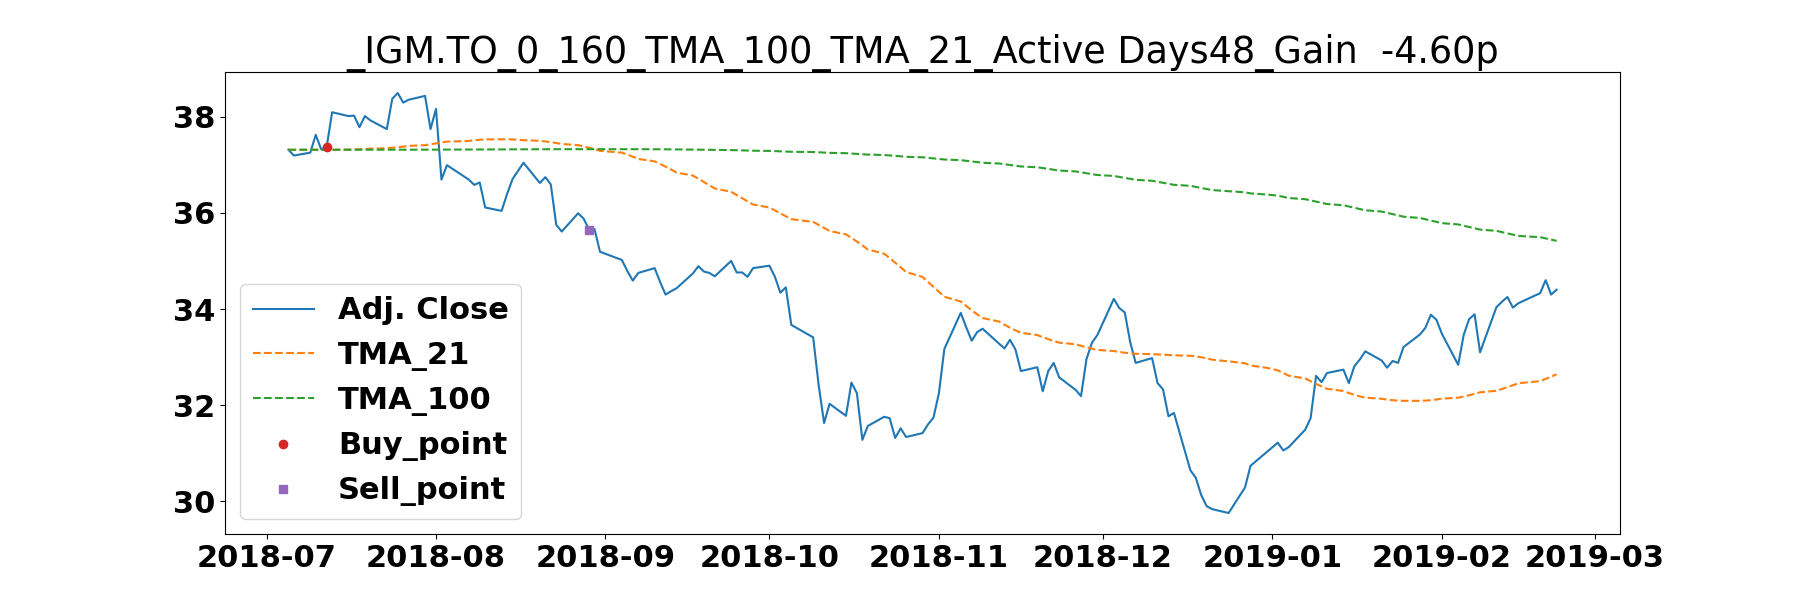 _IGM.TO_0_160_TMA_100_TMA_21_Active Days48_Gain  -4.60p
38
36
34
32
30
Adj. Close
TMA_21
TMA_100
Buy_point
Sell_point
2018-07 2018-08 2018-09 2018-10 2018-11 2018-12 2019-01 2019-02 2019-03